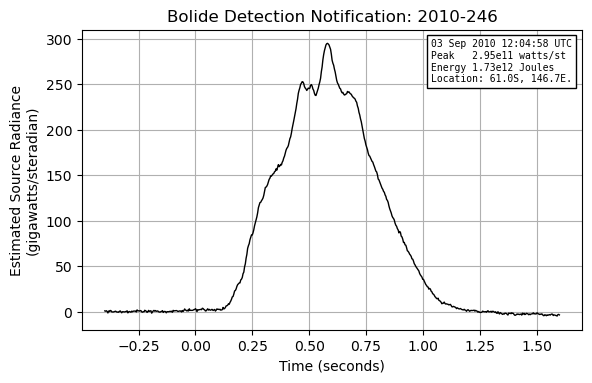 Bolide Detection Notification: 2010-246
03 Sep 2010 12:04:58 UTC
Peak   2.95e11 watts/st
Energy 1.73e12 Joules
Location: 61.0S, 146.7E.
Estimated Source Radiance
(gigawatts/steradian)
300
250
200
150
100
50
0
−0.25 0.00 0.25 0.50 0.75 1.00 1.25 1.50
Time (seconds)